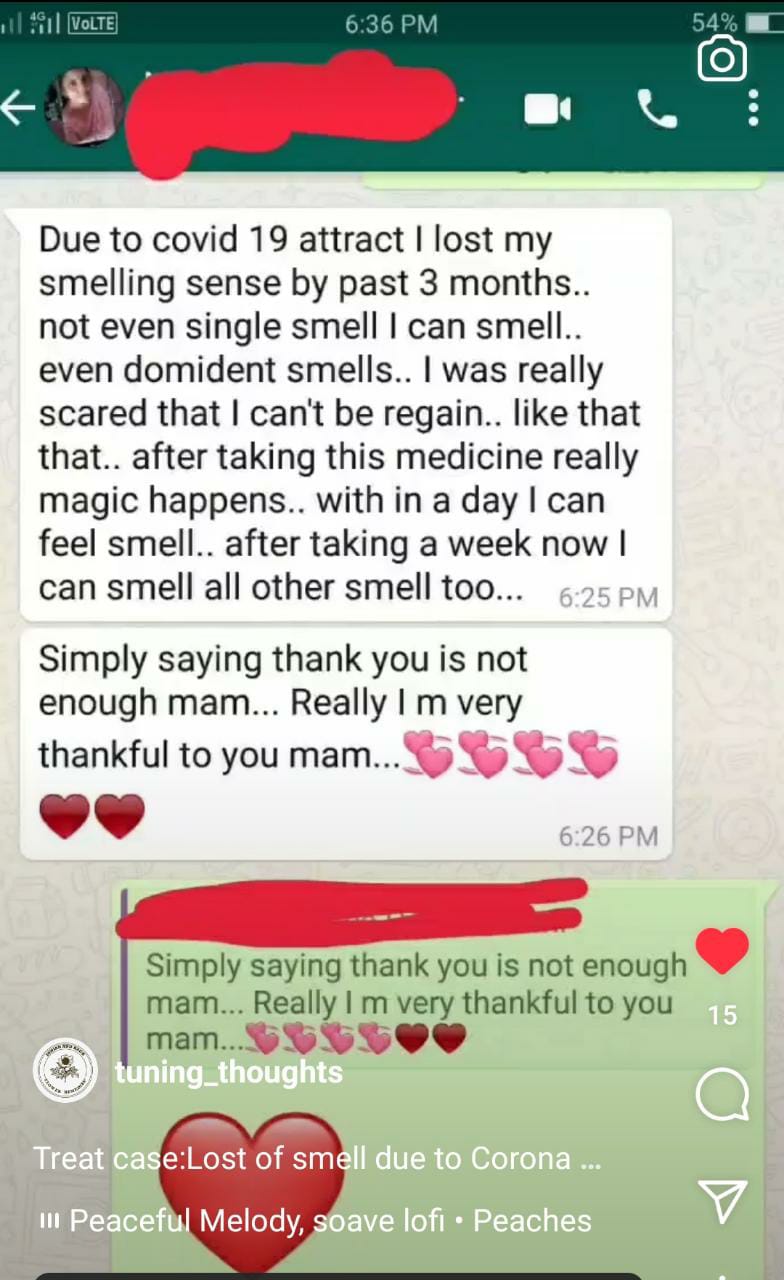 4G VoLTE 6:36 PM 54%
Due to covid 19 attract I lost my
smelling sense by past 3 months..
not even single smell I can smell..
even domident smells.. I was really
scared that I can't be regain.. like that
that.. after taking this medicine really
magic happens.. with in a day I can
feel smell.. after taking a week now I
can smell all other smell too... 6:25 PM
Simply saying thank you is not
enough mam... Really I m very
thankful to you mam...💞💞💞💞
❤❤ 6:26 PM
Simply saying thank you is not enough
mam... Really I m very thankful to you
mam...💞💞💞💞❤❤
15
tuning_thoughts
Treat case:Lost of smell due to Corona ...
Peaceful Melody, soave lofi • Peaches